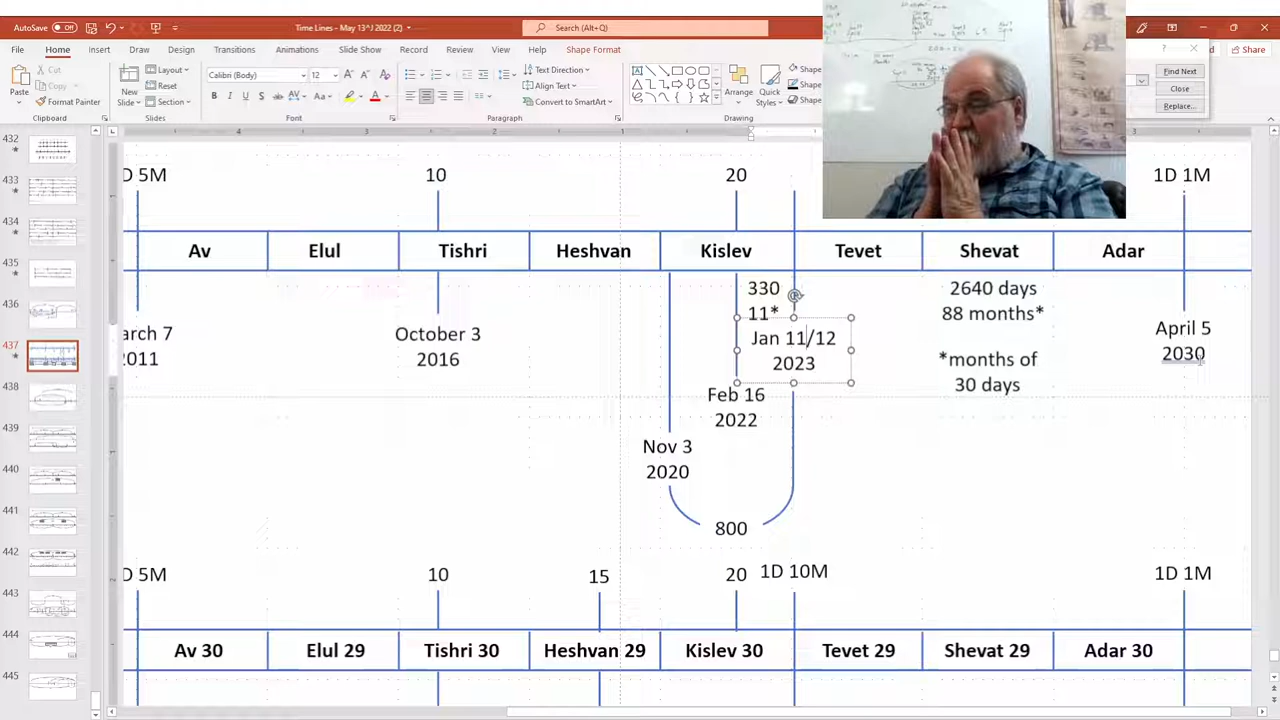 AutoSave Off
Time Lines - May 13th J 2022 (2)
Search (Alt+Q)
File Home Insert Draw Design Transitions Animations Slide Show Record Review View Help Shape Format
Share
Paste
Cut
Copy
Format Painter
Clipboard
New Slide
Layout
Reset
Section
Slides
Calibri (Body) 12
Font
Text Direction
Align Text
Convert to SmartArt
Paragraph
Arrange
Quick Styles
Drawing
Find Next
Close
Replace...
432
433
434
435
436
437
438
439
440
441
442
443
444
445
D 5M 10 20 1D 1M
Av Elul Tishri Heshvan Kislev Tevet Shevat Adar
330
11*
2640 days
88 months*
arch 7
2011
October 3
2016
Jan 11/12
2023
*months of
30 days
April 5
2030
Feb 16
2022
Nov 3
2020
800
D 5M 10 15 20 1D 10M 1D 1M
Av 30 Elul 29 Tishri 30 Heshvan 29 Kislev 30 Tevet 29 Shevat 29 Adar 30